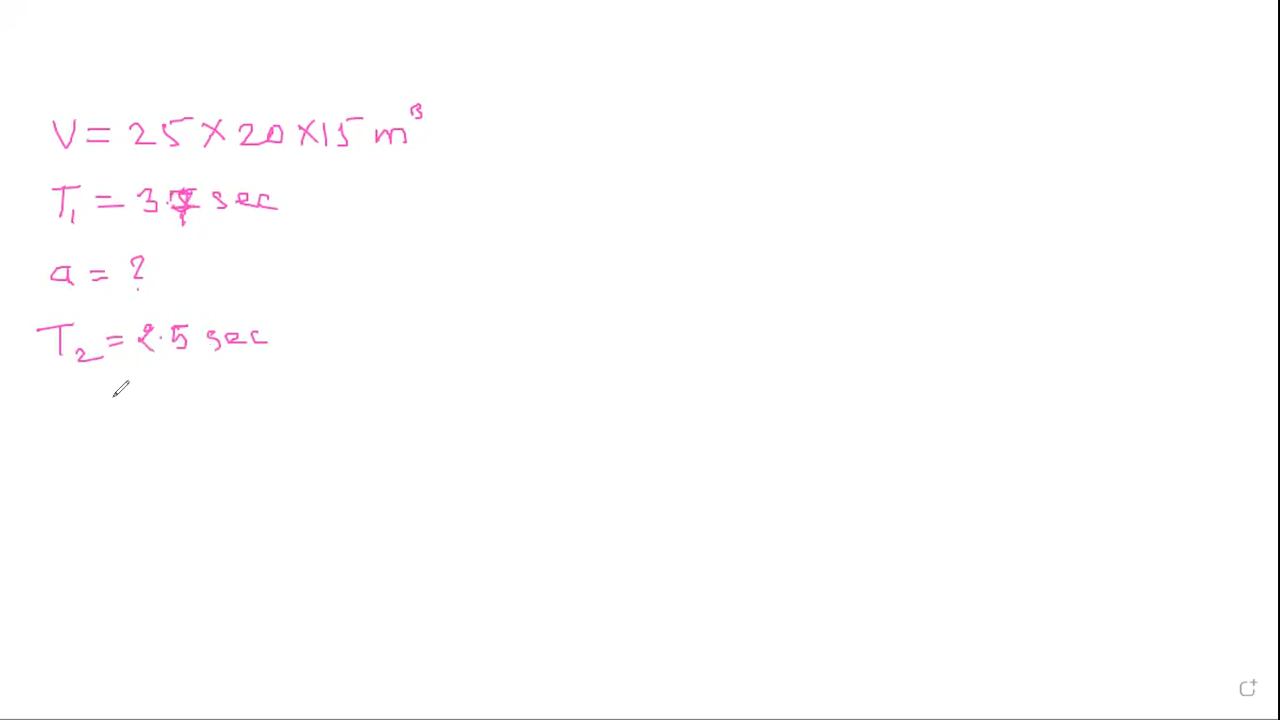 V = 25 × 20 × 15 m³
T₁ = 3. sec
a = ?
T₂ = 2.5 sec